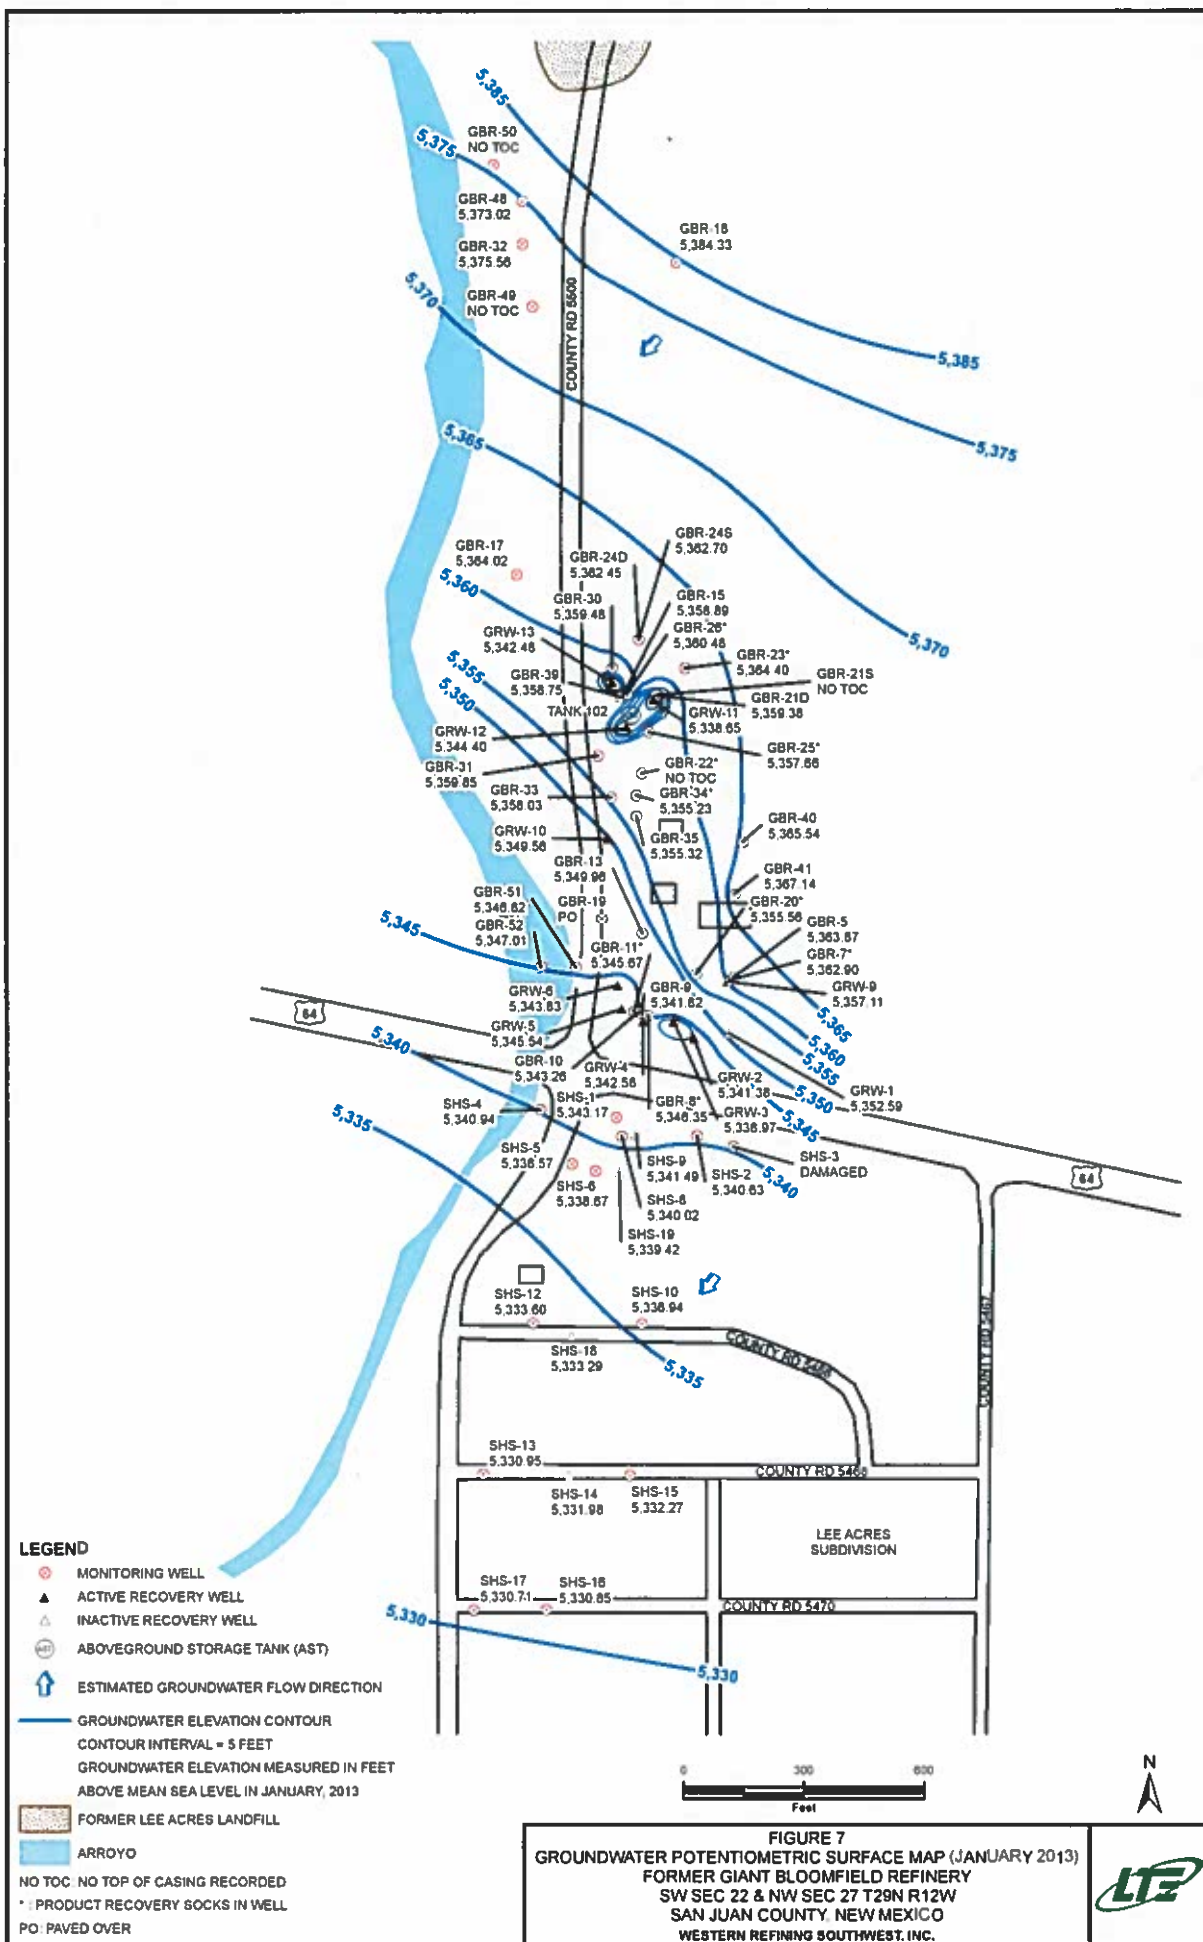 5,385
GBR-50
NO TOC
5,375
GBR-48
5,373.02
GBR-18
5,384.33
GBR-32
5,375.56
5,370
GBR-49
NO TOC
COUNTY RD 5500
5,385
5,365
5,375
GBR-24S
5,362.70
GBR-17
5,364.02
GBR-24D
5,362.45
5,360
GBR-30
5,359.48
GBR-15
5,358.89
GRW-13
5,342.48
GBR-26*
5,360.48
5,370
5,355
GBR-23*
5,364.40
GBR-39
5,358.75
GBR-21S
NO TOC
5,350
GBR-21D
5,359.38
TANK 102
GRW-11
5,338.65
GRW-12
5,344.40
GBR-25*
5,357.66
GBR-31
5,359.85
GBR-22*
NO TOC
GBR-33
5,358.03
GBR-34*
5,355.23
GBR-40
5,365.54
GRW-10
5,349.56
GBR-35
5,355.32
GBR-13
5,349.96
GBR-41
5,367.14
GBR-51
5,346.82
GBR-19
PO
GBR-20*
5,355.56
5,345
GBR-52
5,347.01
GBR-5
5,363.87
GBR-11*
5,345.67
GBR-7*
5,362.90
GRW-6
5,343.83
GBR-9
5,341.82
GRW-9
5,357.11
64
GRW-5
5,345.54
5,365
5,340
5,360
GBR-10
5,343.26
GRW-4
5,342.56
5,355
GRW-2
5,341.38
5,350
GRW-1
5,352.59
SHS-4
5,340.94
SHS-1
5,343.17
GBR-8*
5,346.35
GRW-3
5,336.97
5,345
5,335
SHS-5
5,336.57
SHS-9
5,341.49
SHS-2
5,340.63
SHS-3
DAMAGED
5,340
64
SHS-6
5,338.67
SHS-8
5,340.02
SHS-19
5,339.42
SHS-12
5,333.60
SHS-10
5,336.94
SHS-18
5,333.29
COUNTY RD 5467
5,335
SHS-13
5,330.95
COUNTY RD 5468
SHS-14
5,331.98
SHS-15
5,332.27
LEE ACRES
SUBDIVISION
SHS-17
5,330.71
SHS-16
5,330.85
5,330
COUNTY RD 5470
5,330
LEGEND
MONITORING WELL
ACTIVE RECOVERY WELL
INACTIVE RECOVERY WELL
AST
ABOVEGROUND STORAGE TANK (AST)
ESTIMATED GROUNDWATER FLOW DIRECTION
GROUNDWATER ELEVATION CONTOUR
CONTOUR INTERVAL = 5 FEET
GROUNDWATER ELEVATION MEASURED IN FEET
ABOVE MEAN SEA LEVEL IN JANUARY, 2013
FORMER LEE ACRES LANDFILL
ARROYO
NO TOC: NO TOP OF CASING RECORDED
* : PRODUCT RECOVERY SOCKS IN WELL
PO: PAVED OVER
0 300 600
Feet
N
FIGURE 7
GROUNDWATER POTENTIOMETRIC SURFACE MAP (JANUARY 2013)
FORMER GIANT BLOOMFIELD REFINERY
SW SEC 22 & NW SEC 27 T29N R12W
SAN JUAN COUNTY, NEW MEXICO
WESTERN REFINING SOUTHWEST, INC.
LTE